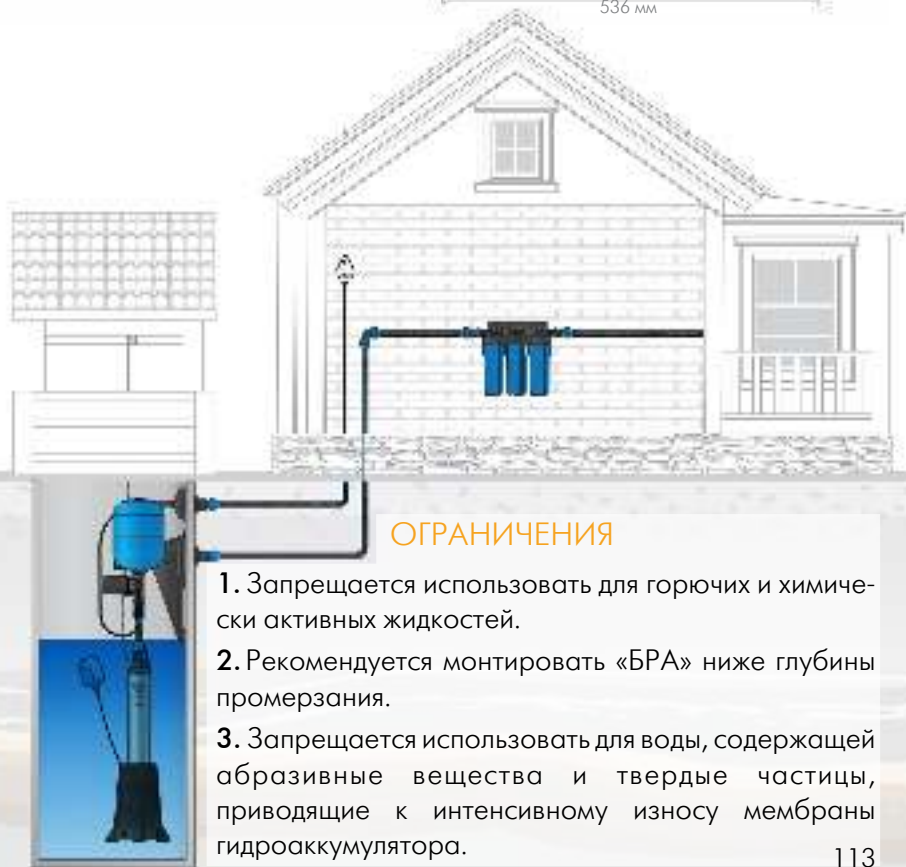 536 мм
ОГРАНИЧЕНИЯ
1. Запрещается использовать для горючих и химиче-
ски активных жидкостей.
2. Рекомендуется монтировать «БРА» ниже глубины
промерзания.
3. Запрещается использовать для воды, содержащей
абразивные вещества и твердые частицы,
приводящие к интенсивному износу мембраны
гидроаккумулятора.
113